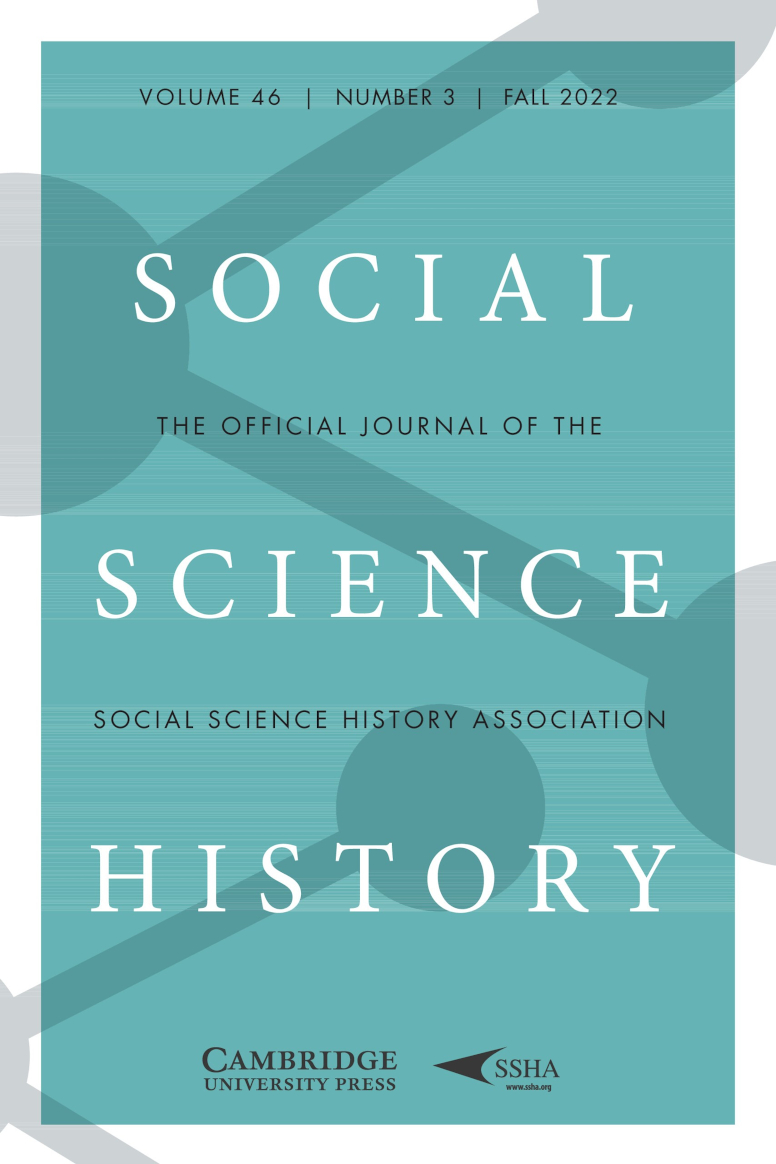 VOLUME 46 | NUMBER 3 | FALL 2022
SOCIAL
THE OFFICIAL JOURNAL OF THE
SCIENCE
SOCIAL SCIENCE HISTORY ASSOCIATION
HISTORY
CAMBRIDGE
UNIVERSITY PRESS
SSHA
www.ssha.org